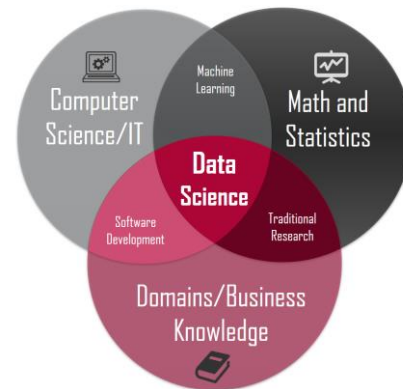 Machine
Learning
Computer
Science/IT
Math and
Statistics
Data
Science
Software
Development
Traditional
Research
Domains/Business
Knowledge